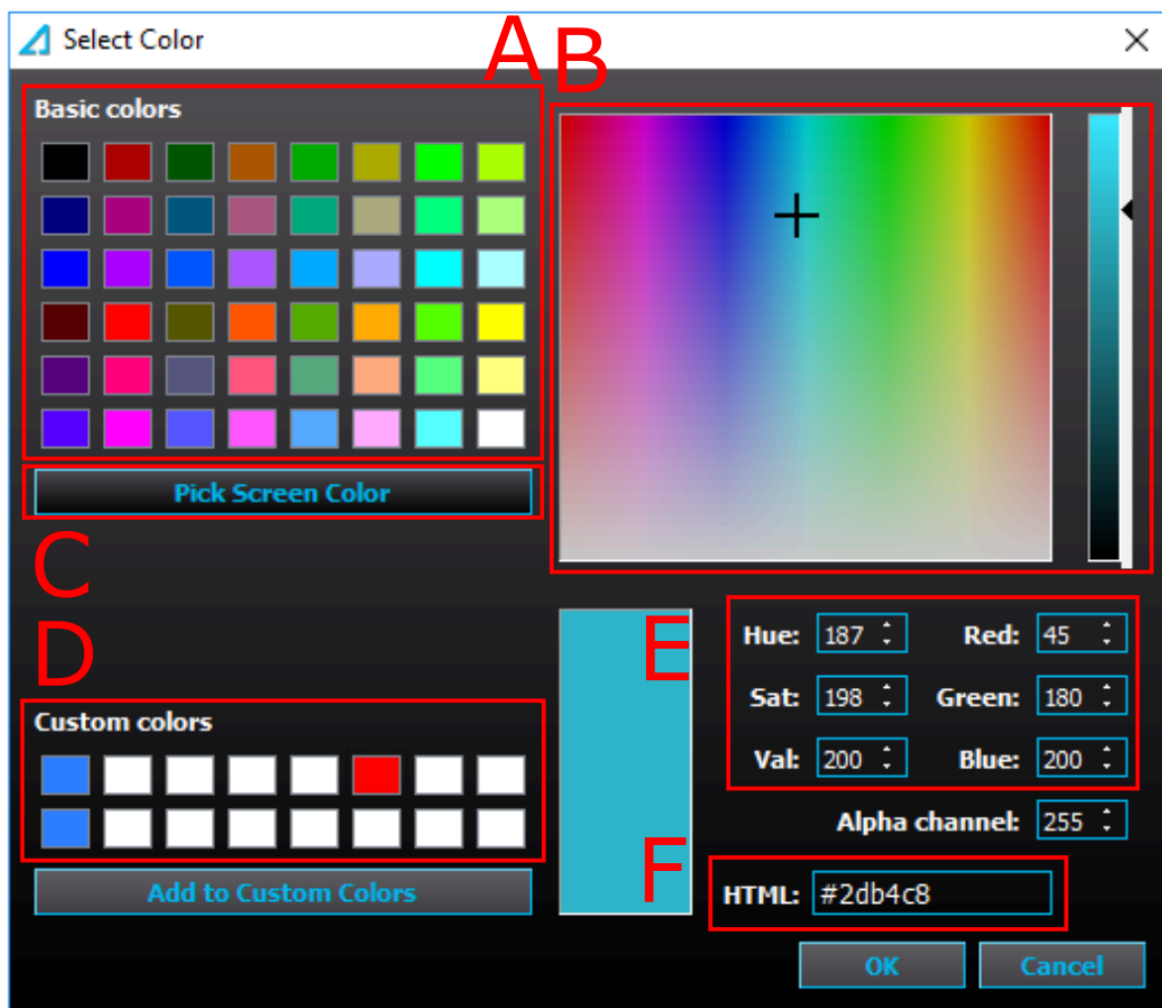 Select Color
A B
Basic colors
Pick Screen Color
C
D
Custom colors
Add to Custom Colors
E
Hue: 187 Red: 45
Sat: 198 Green: 180
Val: 200 Blue: 200
Alpha channel: 255
F
HTML: #2db4c8
OK Cancel